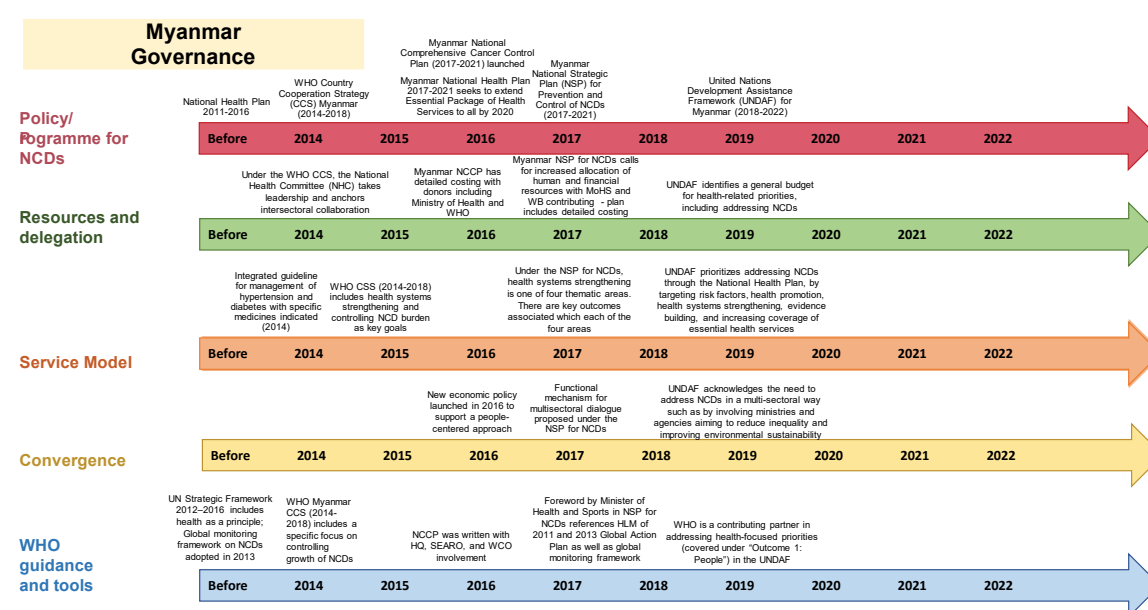 Myanmar
Governance
Myanmar National
Comprehensive Cancer Control
Plan (2017-2021) launched
National Health Plan
2011-2016
WHO Country
Cooperation Strategy
(CCS) Myanmar
(2014-2018)
Myanmar National Health Plan
2017-2021 seeks to extend
Essential Package of Health
Services to all by 2020
Myanmar
National Strategic
Plan (NSP) for
Prevention and
Control of NCDs
(2017-2021)
United Nations
Development Assistance
Framework (UNDAF) for
Myanmar (2018-2022)
Policy/
Programme for
NCDs
Before 2014 2015 2016 2017 2018 2019 2020 2021 2022
Under the WHO CCS, the National
Health Committee (NHC) takes
leadership and anchors
intersectoral collaboration
Myanmar NCCP has
detailed costing with
donors including
Ministry of Health and
WHO
Myanmar NSP for NCDs calls
for increased allocation of
human and financial
resources with MoHS and
WB contributing - plan
includes detailed costing
UNDAF identifies a general budget
for health-related priorities,
including addressing NCDs
Resources and
delegation
Before 2014 2015 2016 2017 2018 2019 2020 2021 2022
Integrated guideline
for management of
hypertension and
diabetes with specific
medicines indicated
(2014)
WHO CSS (2014-2018)
includes health systems
strengthening and
controlling NCD burden
as key goals
Under the NSP for NCDs,
health systems strengthening
is one of four thematic areas.
There are key outcomes
associated which each of the
four areas
UNDAF prioritizes addressing NCDs
through the National Health Plan, by
targeting risk factors, health promotion,
health systems strengthening, evidence
building, and increasing coverage of
essential health services
Service Model
Before 2014 2015 2016 2017 2018 2019 2020 2021 2022
New economic policy
launched in 2016 to
support a people-
centered approach
Functional
mechanism for
multisectoral dialogue
proposed under the
NSP for NCDs
UNDAF acknowledges the need to
address NCDs in a multi-sectoral way
such as by involving ministries and
agencies aiming to reduce inequality and
improving environmental sustainability
Convergence
Before 2014 2015 2016 2017 2018 2019 2020 2021 2022
UN Strategic Framework
2012–2016 includes
health as a principle;
Global monitoring
framework on NCDs
adopted in 2013
WHO Myanmar
CCS (2014-
2018) includes a
specific focus on
controlling
growth of NCDs
NCCP was written with
HQ, SEARO, and WCO
involvement
Foreword by Minister of
Health and Sports in NSP for
NCDs references HLM of
2011 and 2013 Global Action
Plan as well as global
monitoring framework
WHO is a contributing partner in
addressing health-focused priorities
(covered under “Outcome 1:
People”) in the UNDAF
WHO
guidance
and tools
Before 2014 2015 2016 2017 2018 2019 2020 2021 2022